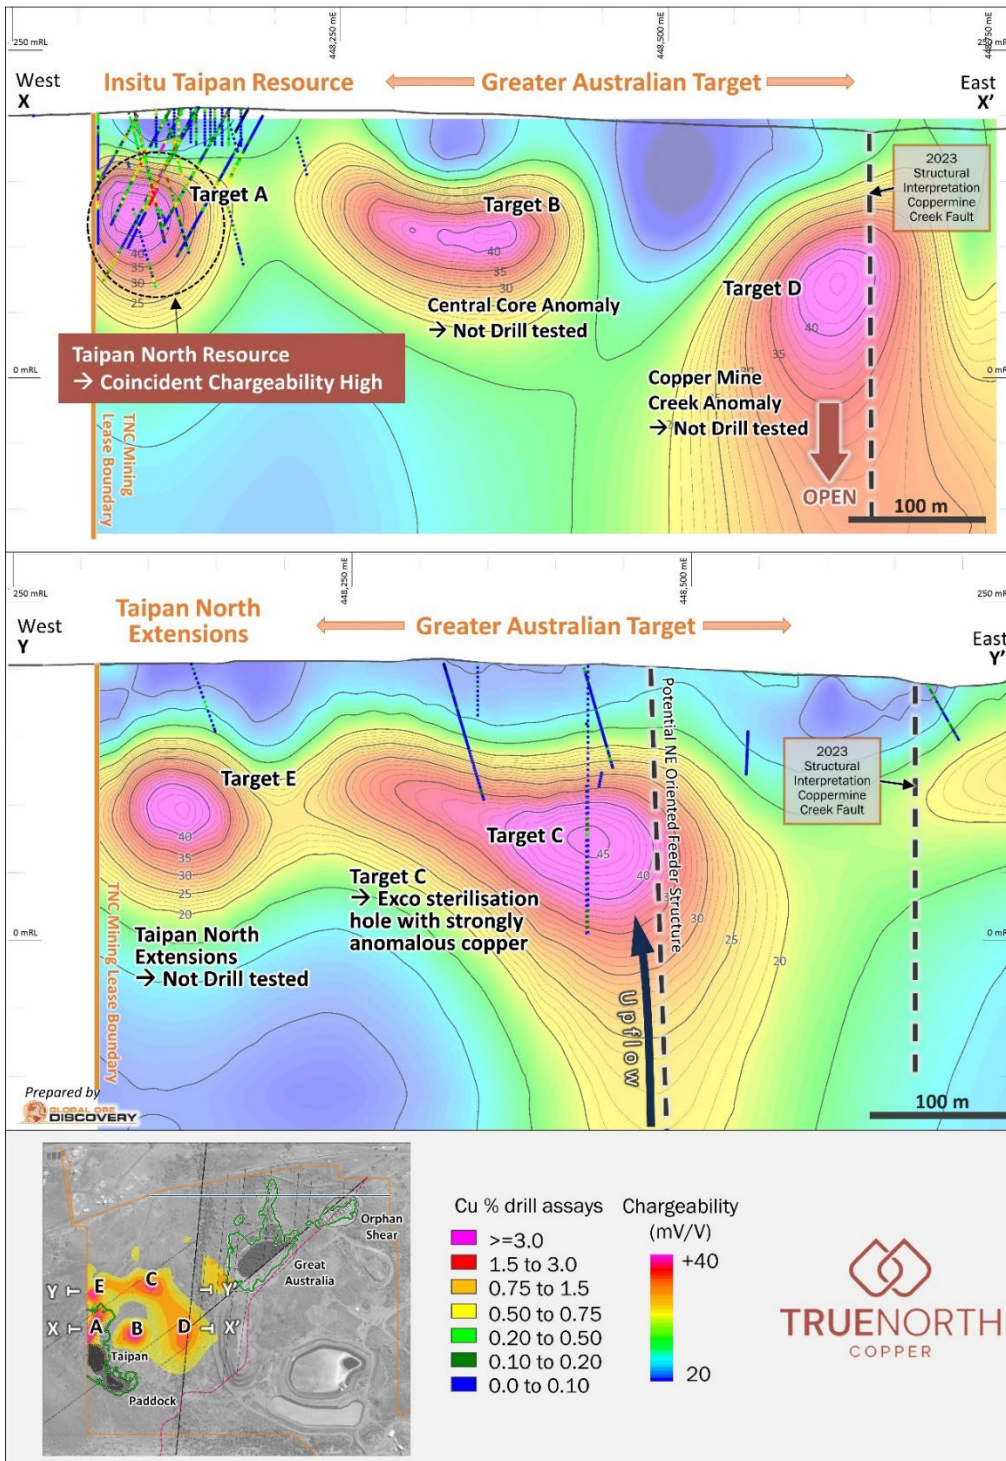 448,250 mE
448,500 mE
448,750 mE
250 mRL
250 mRL
West
X
Insitu Taipan Resource
Greater Australian Target
East
X'
2023
Structural
Interpretation
Coppermine
Creek Fault
Target A
Target B
Target D
40
35
30
25
40
35
30
40
35
Central Core Anomaly
→ Not Drill tested
Taipan North Resource
→ Coincident Chargeability High
0 mRL
0 mRL
Copper Mine
Creek Anomaly
→ Not Drill tested
TNC Mining
Lease Boundary
OPEN
100 m
448,250 mE
448,500 mE
250 mRL
250 mRL
West
Y
Taipan North
Extensions
Greater Australian Target
East
Y'
Potential NE Oriented Feeder Structure
2023
Structural
Interpretation
Coppermine
Creek Fault
Target E
Target C
40
35
30
25
20
45
40
30
25
20
Target C
→ Exco sterilisation
hole with strongly
anomalous copper
Taipan North
Extensions
→ Not Drill tested
0 mRL
0 mRL
TNC Mining Lease Boundary
Upflow
Prepared by
GLOBAL ORE
DISCOVERY
100 m
Orphan
Shear
Great
Australia
E
C
Y
Y'
A
B
D
X
X'
Taipan
Paddock
Cu % drill assays
>=3.0
1.5 to 3.0
0.75 to 1.5
0.50 to 0.75
0.20 to 0.50
0.10 to 0.20
0.0 to 0.10
Chargeability
(mV/V)
+40
20
TRUENORTH
COPPER